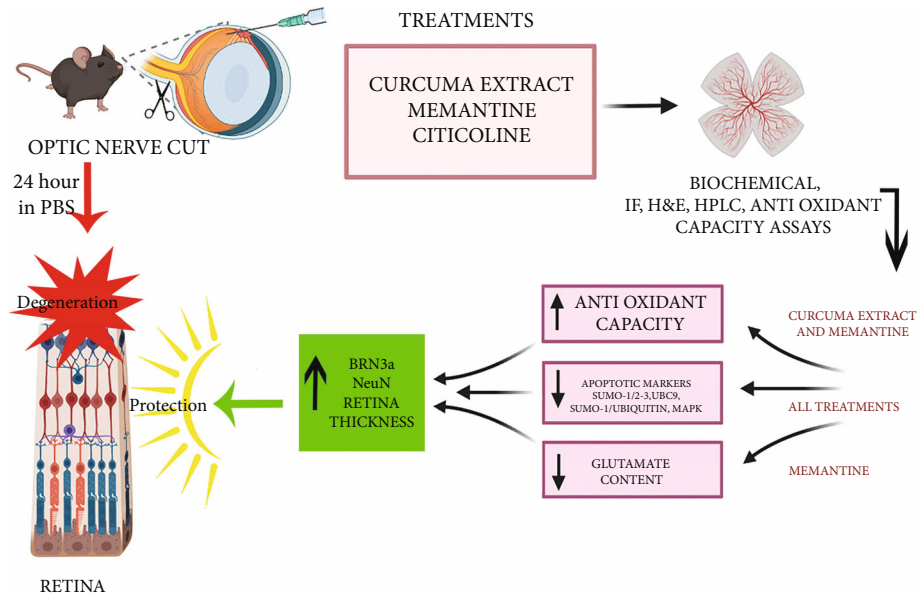 TREATMENTS
CURCUMA EXTRACT
MEMANTINE
CITICOLINE
OPTIC NERVE CUT
24 hour
in PBS
BIOCHEMICAL,
IF, H&E, HPLC, ANTI OXIDANT
CAPACITY ASSAYS
Degeneration
Protection
BRN3a
NeuN
RETINA
THICKNESS
ANTI OXIDANT
CAPACITY
APOPTOTIC MARKERS
SUMO-1/2-3,UBC9,
SUMO-1/UBIQUITIN, MAPK
GLUTAMATE
CONTENT
CURCUMA EXTRACT
AND MEMANTINE
ALL TREATMENTS
MEMANTINE
RETINA